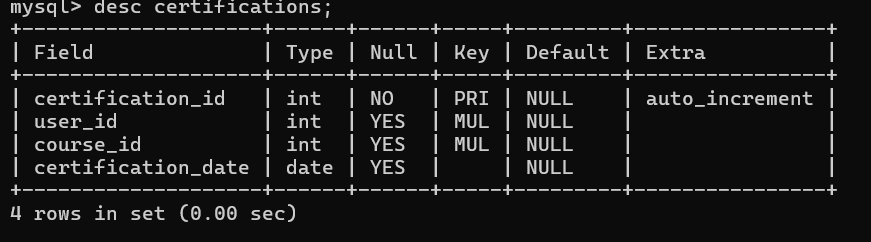 mysql> desc certifications;
+--------------------+------+------+-----+---------+----------------+
| Field              | Type | Null | Key | Default | Extra          |
+--------------------+------+------+-----+---------+----------------+
| certification_id   | int  | NO   | PRI | NULL    | auto_increment |
| user_id            | int  | YES  | MUL | NULL    |                |
| course_id          | int  | YES  | MUL | NULL    |                |
| certification_date | date | YES  |     | NULL    |                |
+--------------------+------+------+-----+---------+----------------+
4 rows in set (0.00 sec)